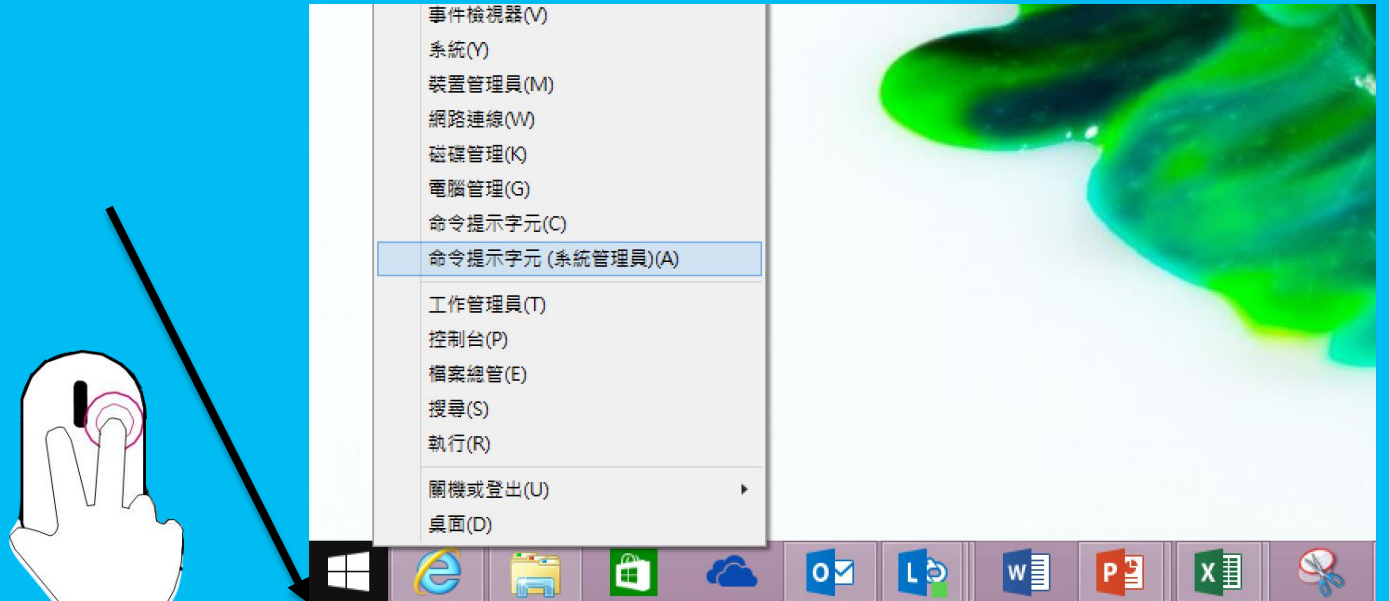 事件檢視器(V)
系統(Y)
裝置管理員(M)
網路連線(W)
磁碟管理(K)
電腦管理(G)
命令提示字元(C)
命令提示字元 (系統管理員)(A)
工作管理員(T)
控制台(P)
檔案總管(E)
搜尋(S)
執行(R)
關機或登出(U)
桌面(D)
O L W P X